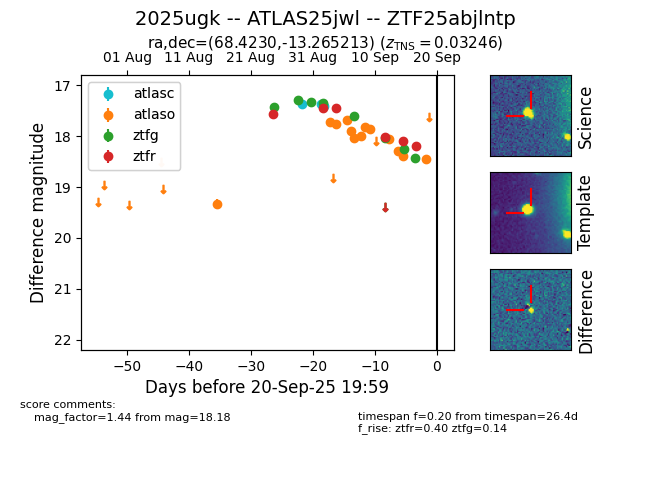 2025ugk -- ATLAS25jwl -- ZTF25abjlntp
ra,dec=(68.4230,-13.265213) (z_TNS = 0.03246)
01 Aug 11 Aug 21 Aug 31 Aug 10 Sep 20 Sep
atlasc
atlaso
ztfg
ztfr
17
18
19
20
21
22
Difference magnitude
−50 −40 −30 −20 −10 0
Days before 20-Sep-25 19:59
Science
Template
Difference
score comments:
mag_factor=1.44 from mag=18.18
timespan f=0.20 from timespan=26.4d
f_rise: ztfr=0.40 ztfg=0.14